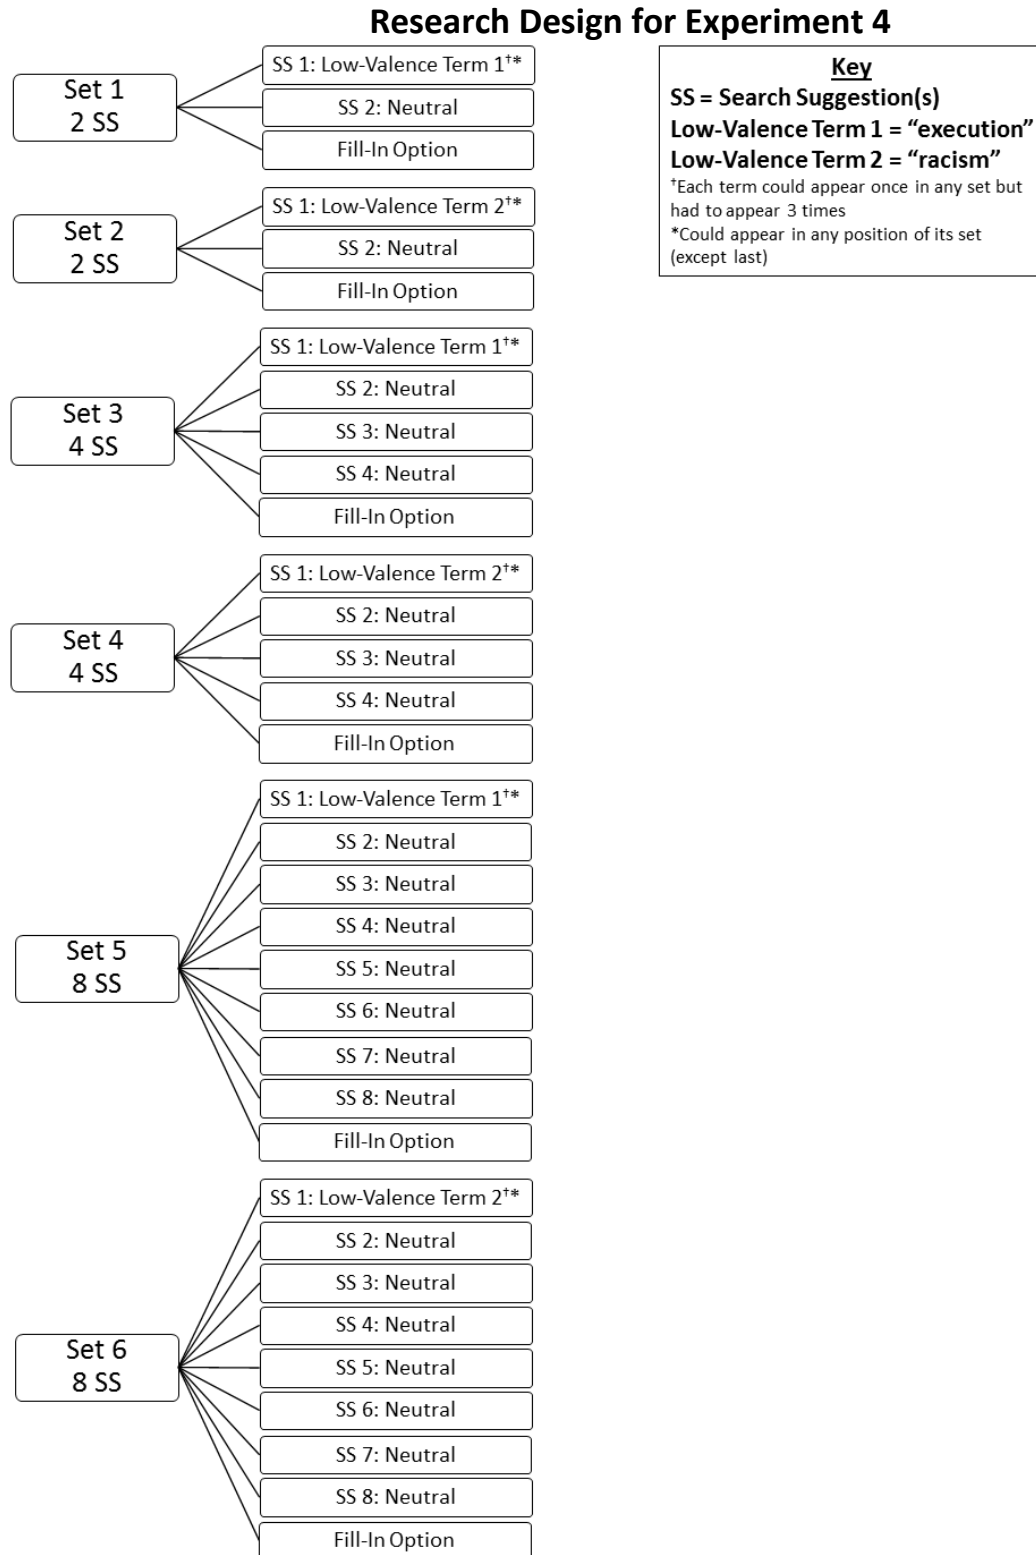 Research Design for Experiment 4
Set 1
2 SS
SS 1: Low-Valence Term 1†*
SS 2: Neutral
Fill-In Option
Key
SS = Search Suggestion(s)
Low-Valence Term 1 = “execution”
Low-Valence Term 2 = “racism”
†Each term could appear once in any set but
had to appear 3 times
*Could appear in any position of its set
(except last)
Set 2
2 SS
SS 1: Low-Valence Term 2†*
SS 2: Neutral
Fill-In Option
Set 3
4 SS
SS 1: Low-Valence Term 1†*
SS 2: Neutral
SS 3: Neutral
SS 4: Neutral
Fill-In Option
Set 4
4 SS
SS 1: Low-Valence Term 2†*
SS 2: Neutral
SS 3: Neutral
SS 4: Neutral
Fill-In Option
Set 5
8 SS
SS 1: Low-Valence Term 1†*
SS 2: Neutral
SS 3: Neutral
SS 4: Neutral
SS 5: Neutral
SS 6: Neutral
SS 7: Neutral
SS 8: Neutral
Fill-In Option
Set 6
8 SS
SS 1: Low-Valence Term 2†*
SS 2: Neutral
SS 3: Neutral
SS 4: Neutral
SS 5: Neutral
SS 6: Neutral
SS 7: Neutral
SS 8: Neutral
Fill-In Option